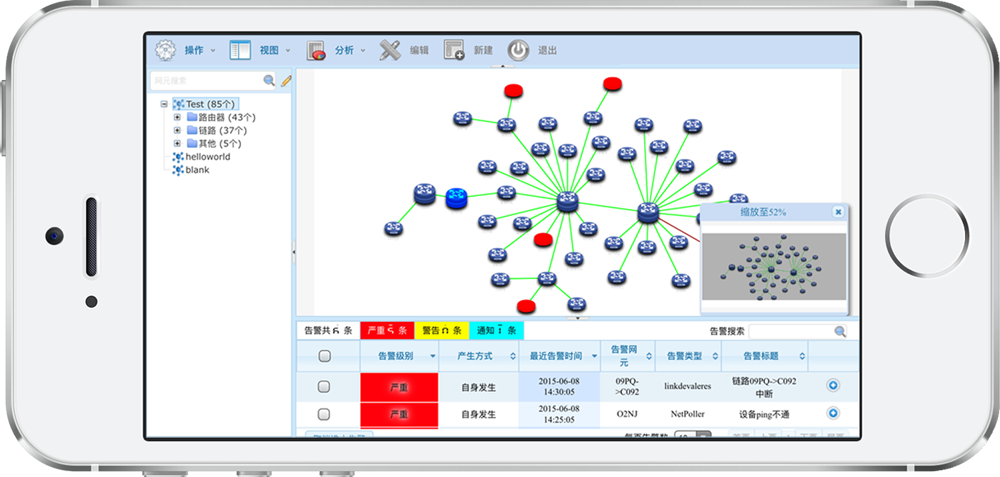 操作 视图 分析 编辑 新建 退出
网元搜索
Test (85个)
路由器 (43个)
链路 (37个)
其他 (5个)
helloworld
blank
缩放至52%
告警共 条 严重 条 警告 条 通知 条 告警搜索
告警级别 产生方式 最近告警时间 告警网元 告警类型 告警标题
严重 自身发生 2015-06-08 14:30:05 09PQ->C092 linkdevaleres 链路09PQ->C092中断
严重 自身发生 2015-06-08 14:25:05 O2NJ NetPoller 设备ping不通